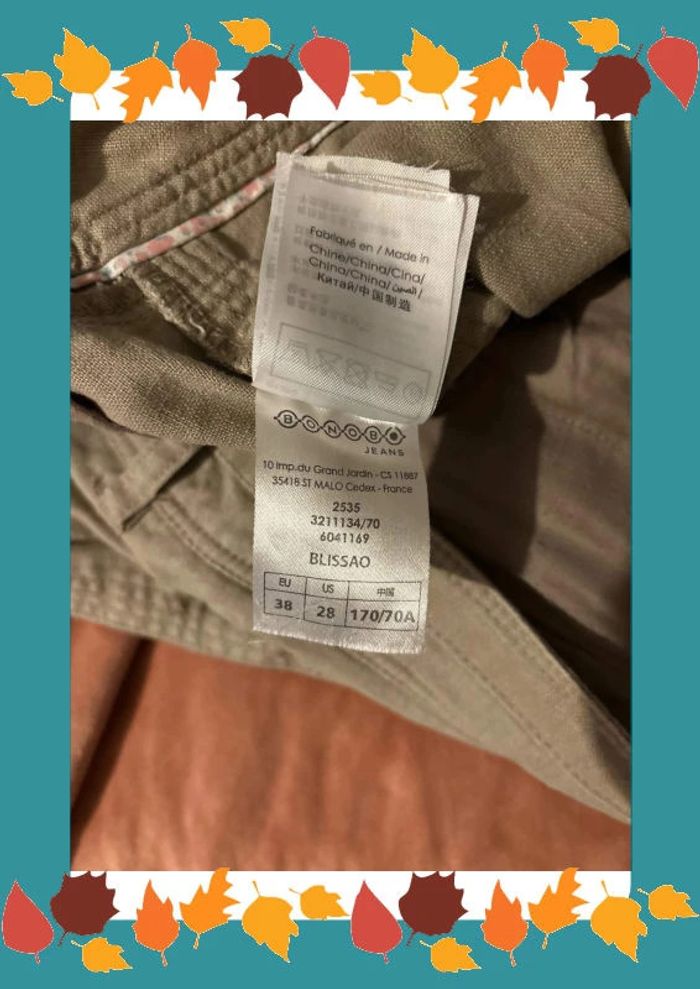 Fabriqué en / Made in
Chine/China/Cina/
China/China/ الصين /
Китай/中国制造
BONOBO
JEANS
10 Imp.du Grand Jardin - CS 11887
35418 ST MALO Cedex - France
2535
3211134/70
6041169
BLISSAO
EU US 中国
38 28 170/70A